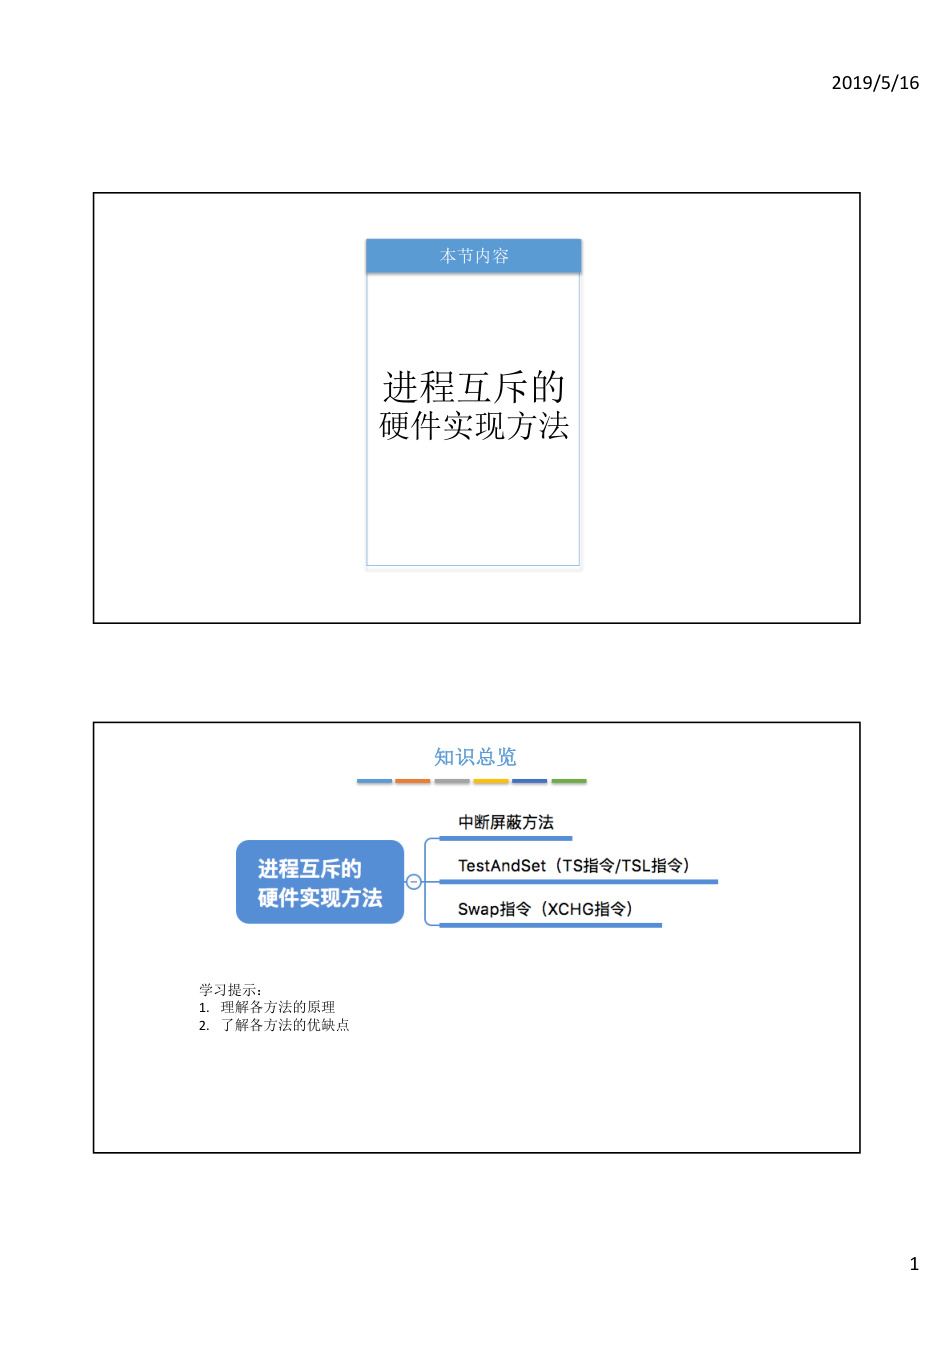 2019/5/16
本节内容
进程互斥的
硬件实现方法
知识总览
中断屏蔽方法
进程互斥的
硬件实现方法
TestAndSet（TS指令/TSL指令）
Swap指令（XCHG指令）
学习提示：
1. 理解各方法的原理
2. 了解各方法的优缺点
1